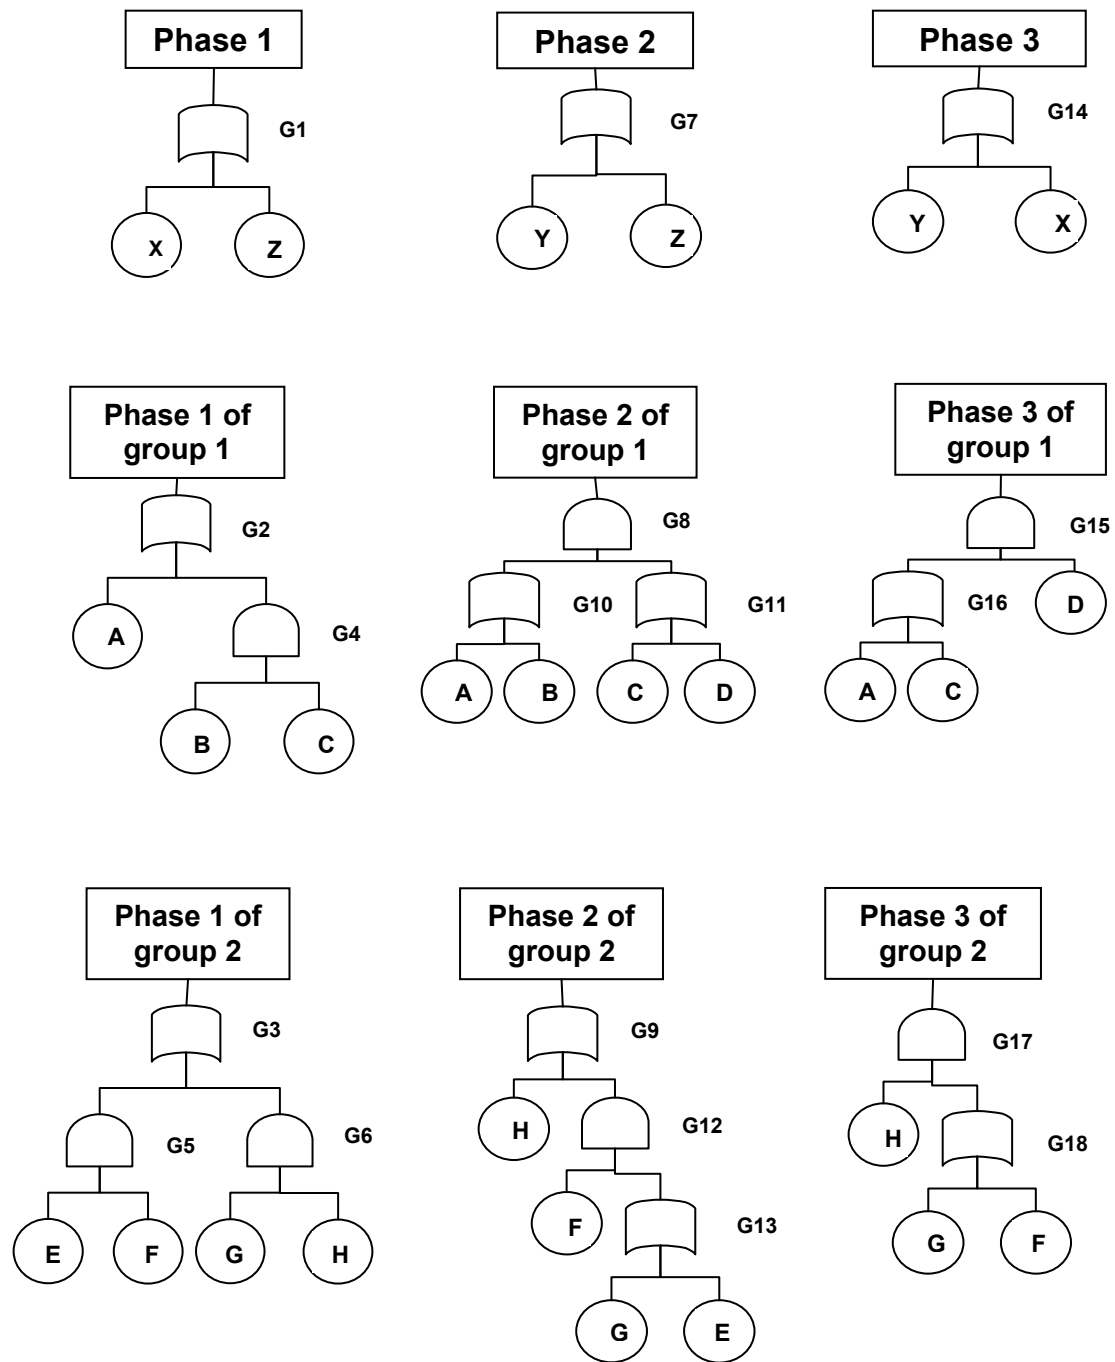 Phase 1
Phase 2
Phase 3
G1
G7
G14
X
Z
Y
Z
Y
X
Phase 1 of
group 1
Phase 2 of
group 1
Phase 3 of
group 1
G2
G8
G15
A
G4
G10
G11
G16
D
B
C
A
B
C
D
A
C
Phase 1 of
group 2
Phase 2 of
group 2
Phase 3 of
group 2
G3
G9
G17
G5
G6
H
G12
H
G18
E
F
G
H
F
G13
G
F
G
E